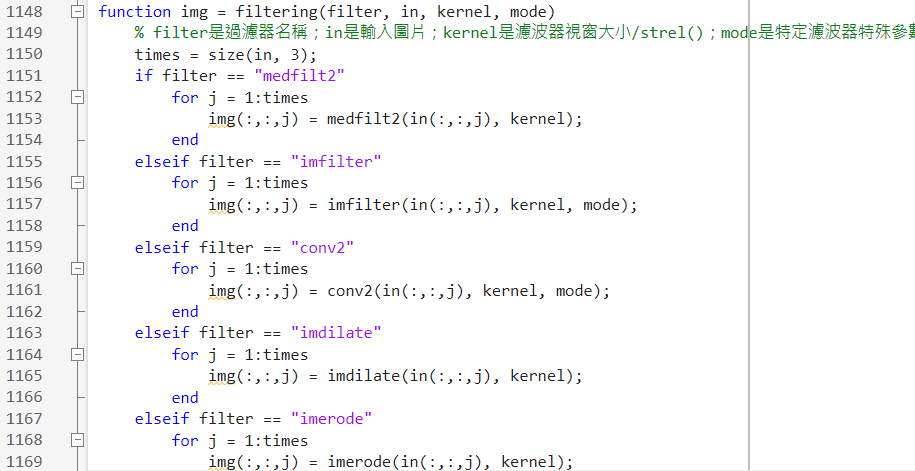 1148 function img = filtering(filter, in, kernel, mode)
1149 % filter是過濾器名稱；in是輸入圖片；kernel是濾波器視窗大小/strel()；mode是特定濾波器特殊參數
1150 times = size(in, 3);
1151 if filter == "medfilt2"
1152 for j = 1:times
1153 img(:,:,j) = medfilt2(in(:,:,j), kernel);
1154 end
1155 elseif filter == "imfilter"
1156 for j = 1:times
1157 img(:,:,j) = imfilter(in(:,:,j), kernel, mode);
1158 end
1159 elseif filter == "conv2"
1160 for j = 1:times
1161 img(:,:,j) = conv2(in(:,:,j), kernel, mode);
1162 end
1163 elseif filter == "imdilate"
1164 for j = 1:times
1165 img(:,:,j) = imdilate(in(:,:,j), kernel);
1166 end
1167 elseif filter == "imerode"
1168 for j = 1:times
1169 img(:,:,j) = imerode(in(:,:,j), kernel);